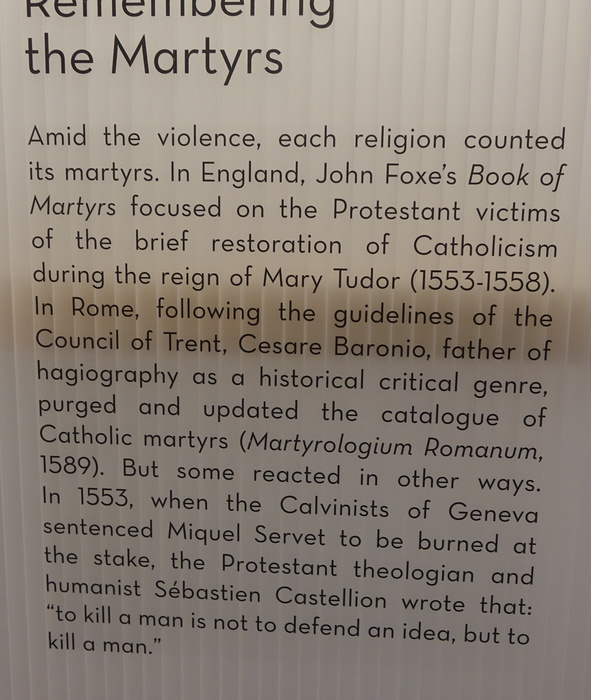 Remembering
the Martyrs
Amid the violence, each religion counted
its martyrs. In England, John Foxe's Book of
Martyrs focused on the Protestant victims
of the brief restoration of Catholicism
during the reign of Mary Tudor (1553-1558).
In Rome, following the guidelines of the
Council of Trent, Cesare Baronio, father of
hagiography as a historical critical genre,
purged and updated the catalogue of
Catholic martyrs (Martyrologium Romanum,
1589). But some reacted in other ways.
In 1553, when the Calvinists of Geneva
sentenced Miquel Servet to be burned at
the stake, the Protestant theologian and
humanist Sébastien Castellion wrote that:
“to kill a man is not to defend an idea, but to
kill a man.”